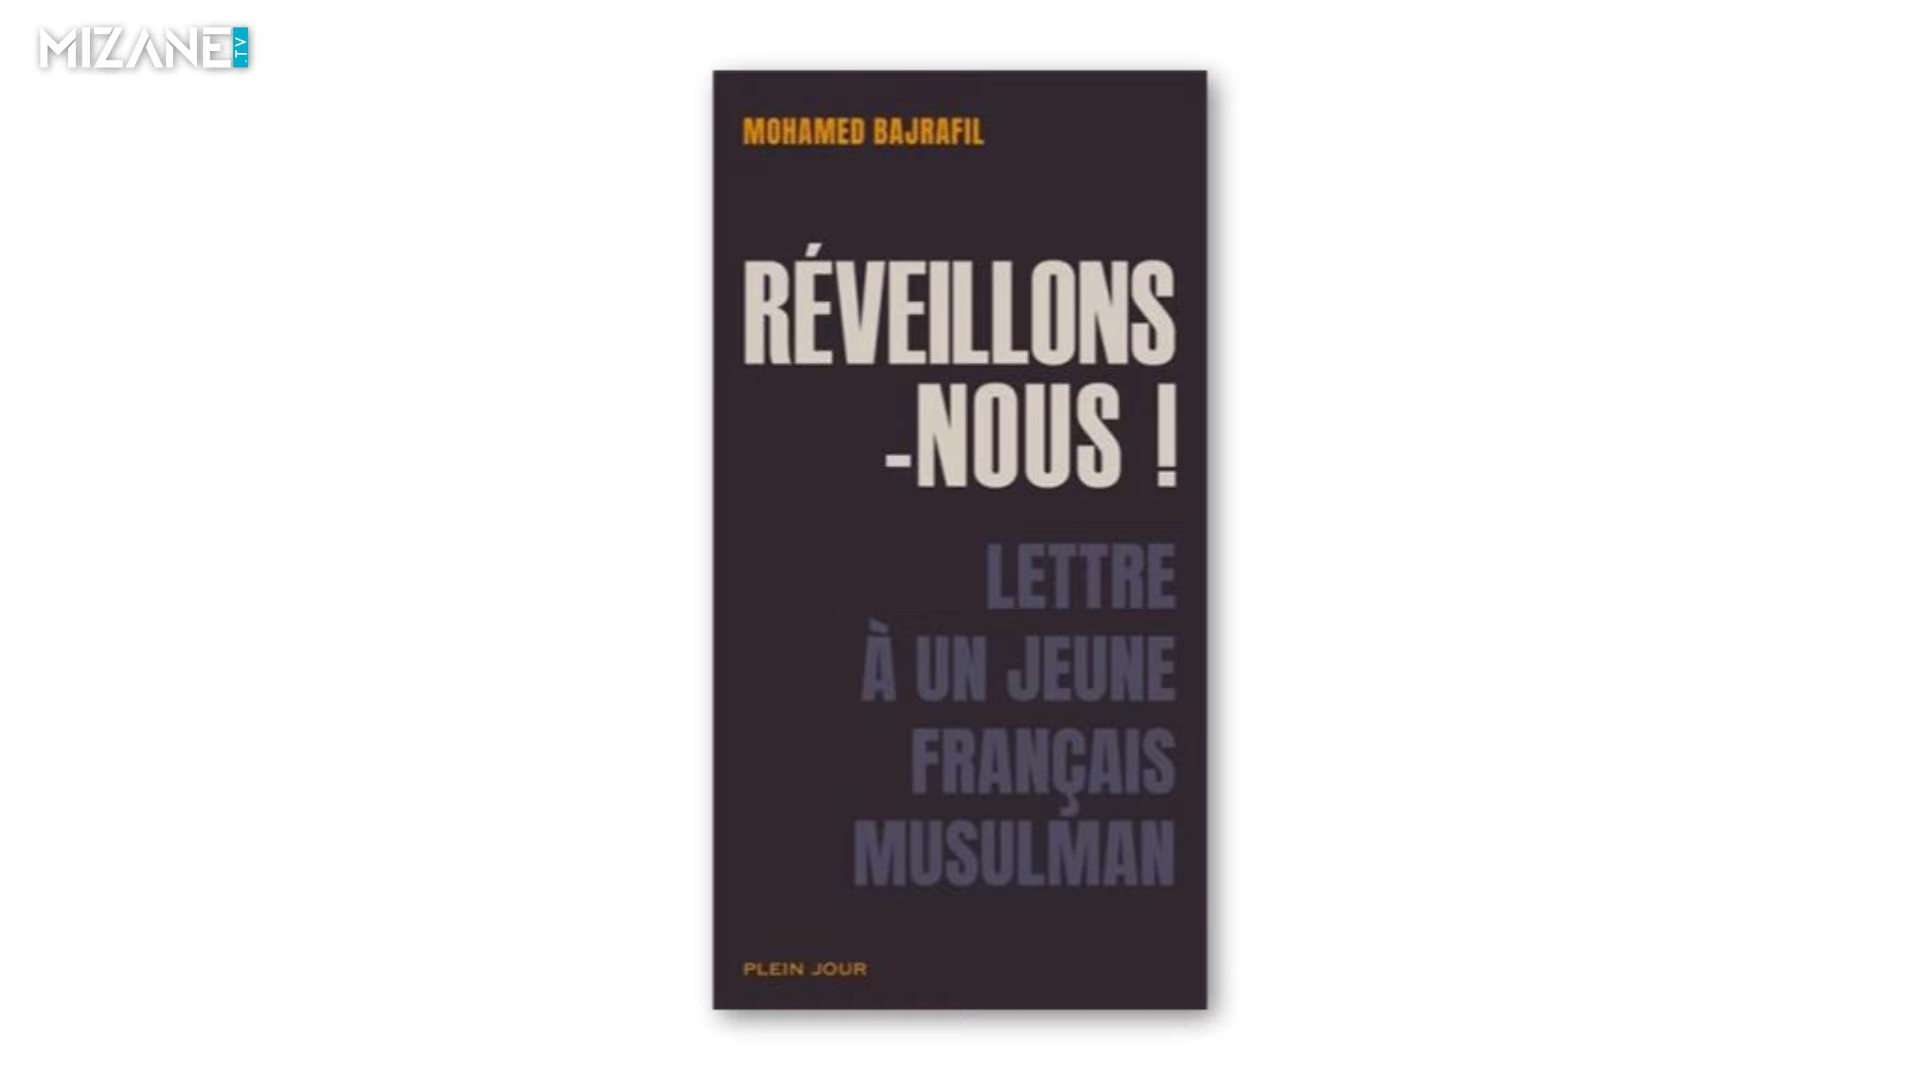 MIZANE.TV
MOHAMED BAJRAFIL
RÉVEILLONS
-NOUS !
LETTRE
À UN JEUNE
FRANÇAIS
MUSULMAN
PLEIN JOUR